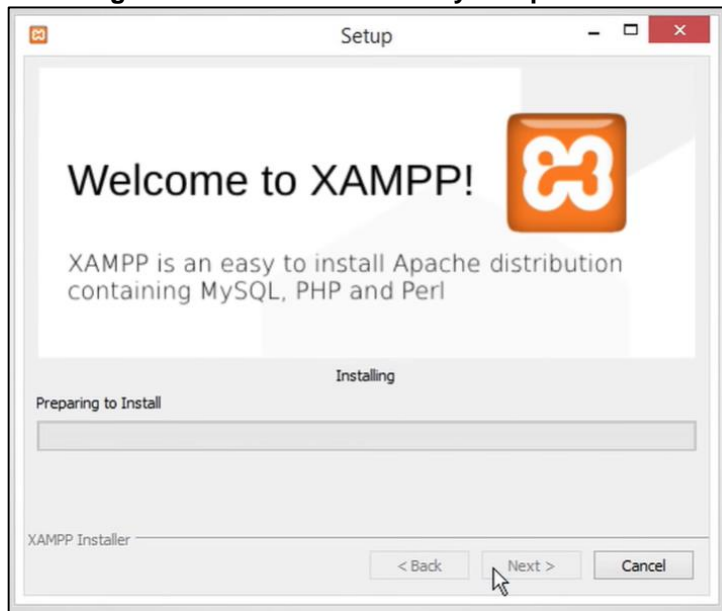 Setup
Welcome to XAMPP!
XAMPP is an easy to install Apache distribution
containing MySQL, PHP and Perl
Installing
Preparing to Install
XAMPP Installer
< Back Next > Cancel